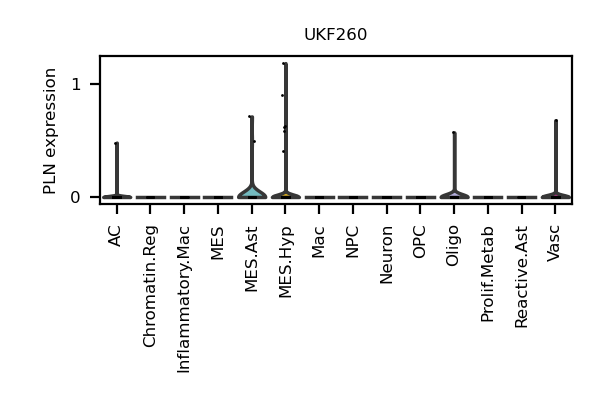 UKF260
PLN expression
1
0
AC
Chromatin.Reg
Inflammatory.Mac
MES
MES.Ast
MES.Hyp
Mac
NPC
Neuron
OPC
Oligo
Prolif.Metab
Reactive.Ast
Vasc